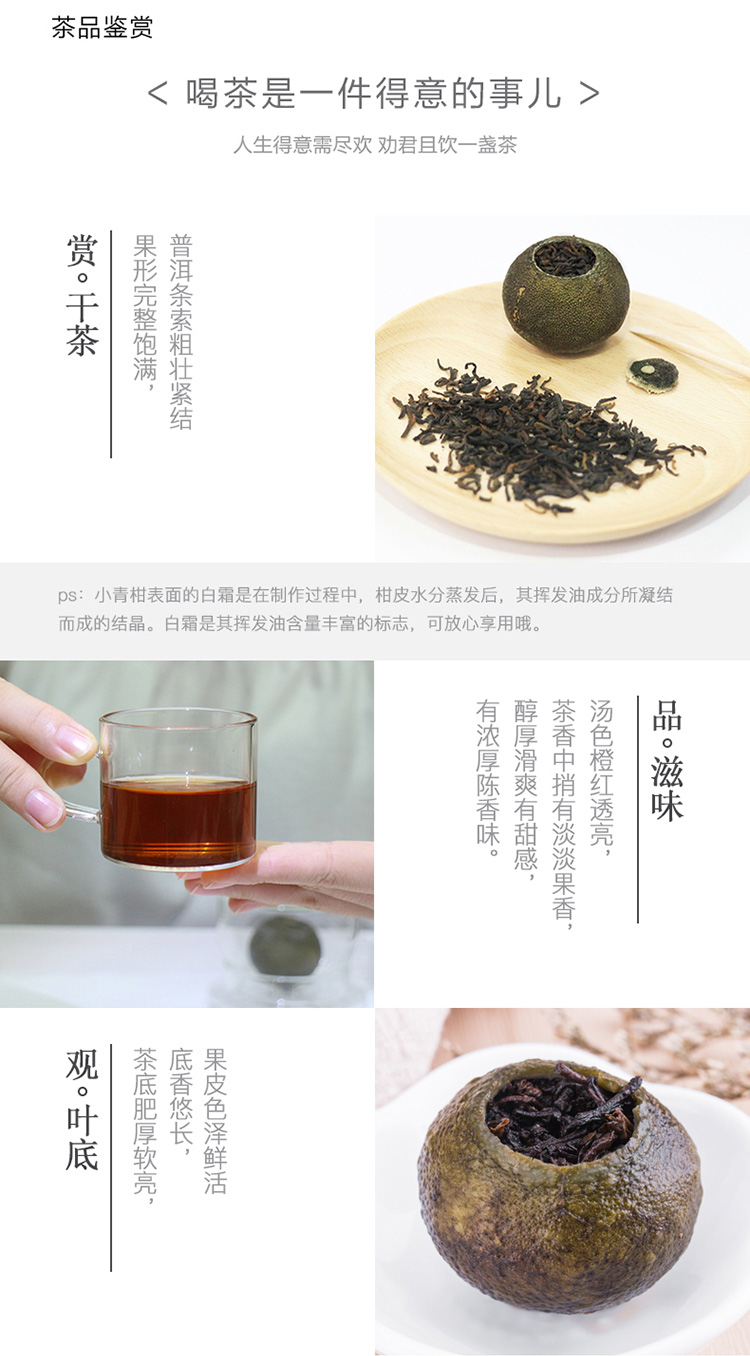 茶品鉴赏
< 喝茶是一件得意的事儿 >
人生得意需尽欢 劝君且饮一盏茶
赏。干茶
果形完整饱满，
普洱条索粗壮紧结
ps：小青柑表面的白霜是在制作过程中，柑皮水分蒸发后，其挥发油成分所凝结
而成的结晶。白霜是其挥发油含量丰富的标志，可放心享用哦。
品。滋味
汤色橙红透亮，
茶香中捎有淡淡果香，
醇厚滑爽有甜感，
有浓厚陈香味。
观。叶底
茶底肥厚软亮，
底香悠长，
果皮色泽鲜活